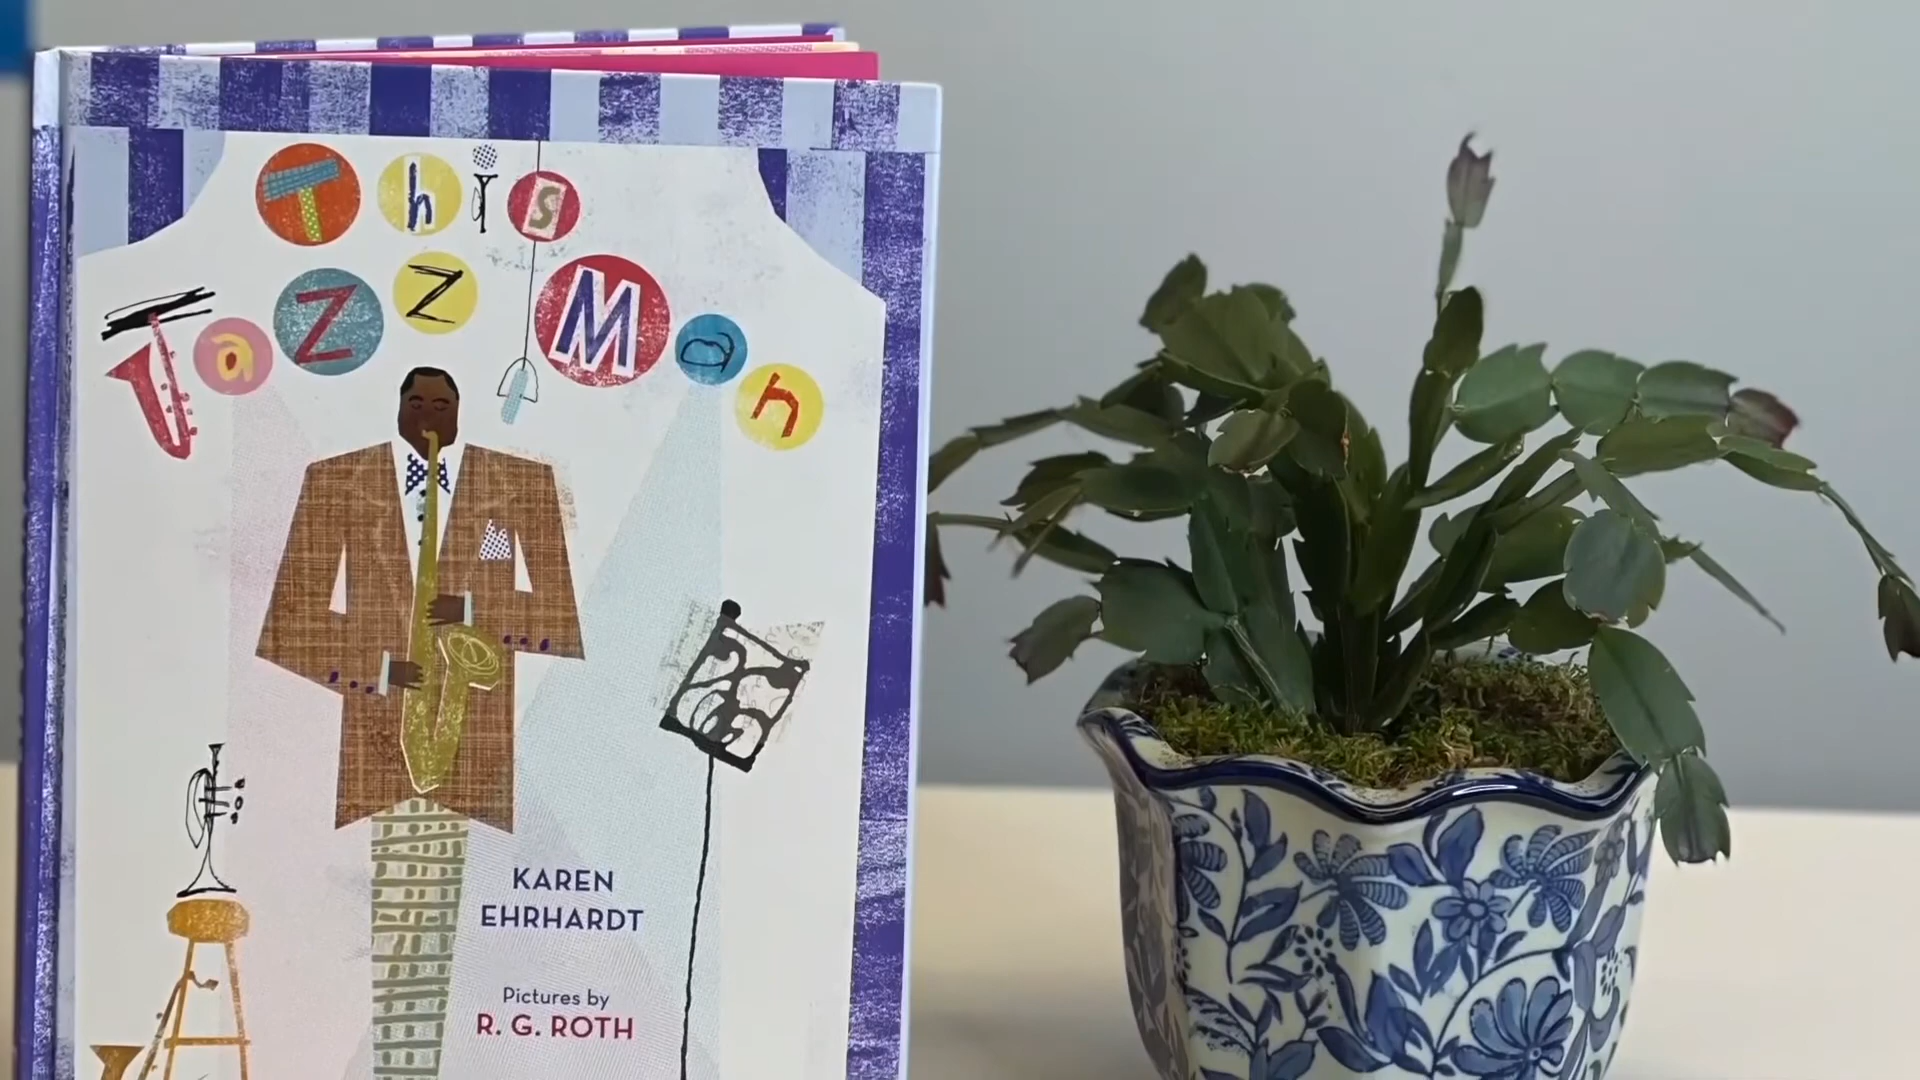 This
Jazz Man
KAREN
EHRHARDT
Pictures by
R. G. ROTH